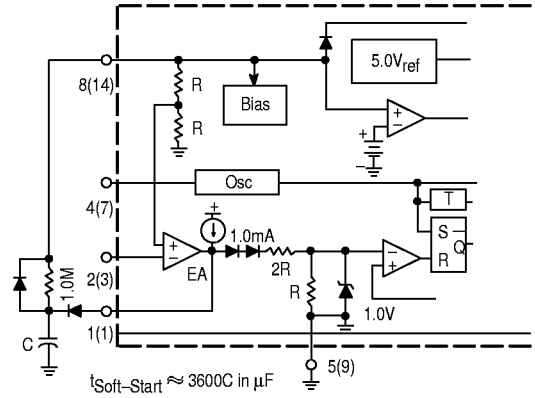 8(14)
R
R
Bias
5.0Vref
+
−
+
−
4(7)
Osc
T
S
Q
R
+
1.0mA
2(3)
+
−
EA
2R
R
−
+
1.0V
1.0M
1(1)
C
5(9)
tSoft–Start ≈ 3600C in µF